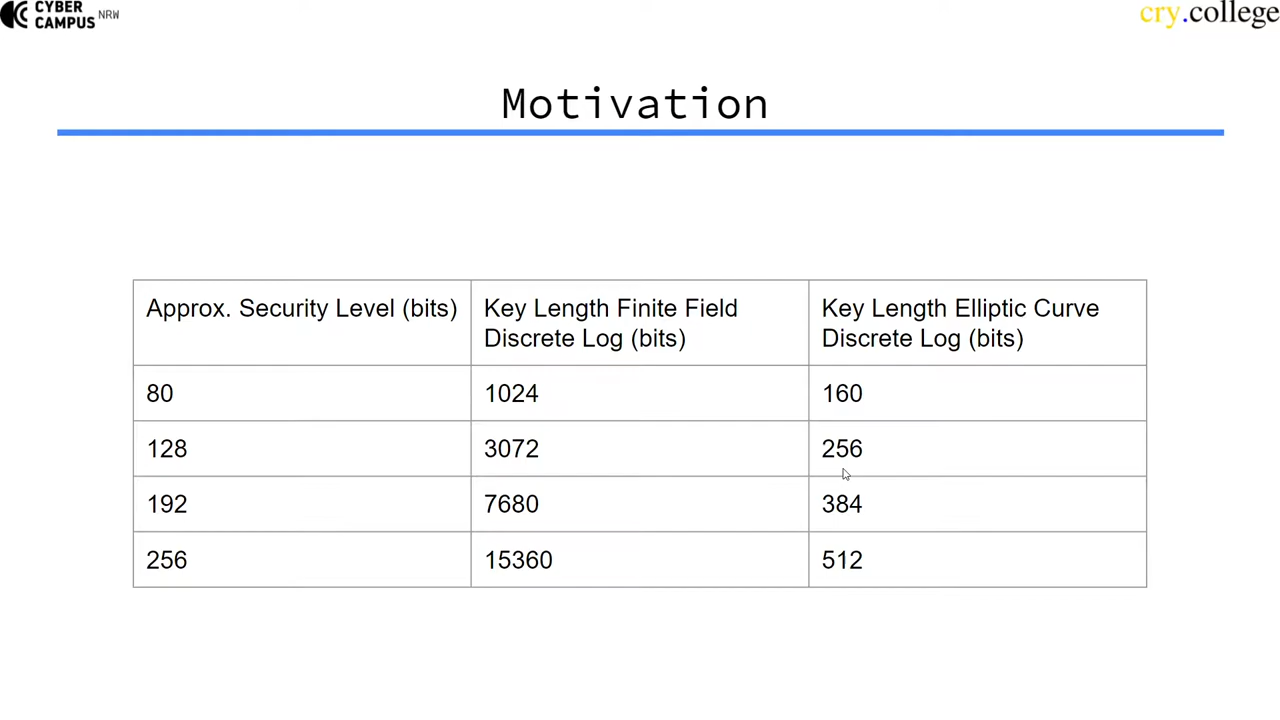 CYBER
CAMPUS NRW
cry.college
Motivation
Approx. Security Level (bits)
Key Length Finite Field
Discrete Log (bits)
Key Length Elliptic Curve
Discrete Log (bits)
80 1024 160
128 3072 256
192 7680 384
256 15360 512